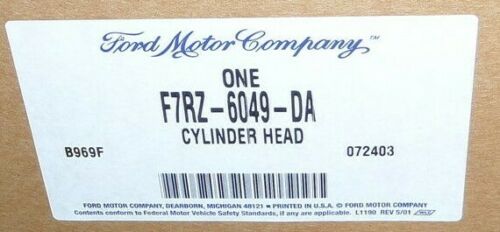 Ford Motor Company™
ONE
F7RZ-6049-DA
CYLINDER HEAD
B969F 072403
FORD MOTOR COMPANY, DEARBORN, MICHIGAN 48121 ■ PRINTED IN U.S.A. ® © FORD MOTOR COMPANY
Contents conform to Federal Motor Vehicle Safety Standards, if any are applicable. L1190 REV 5/01